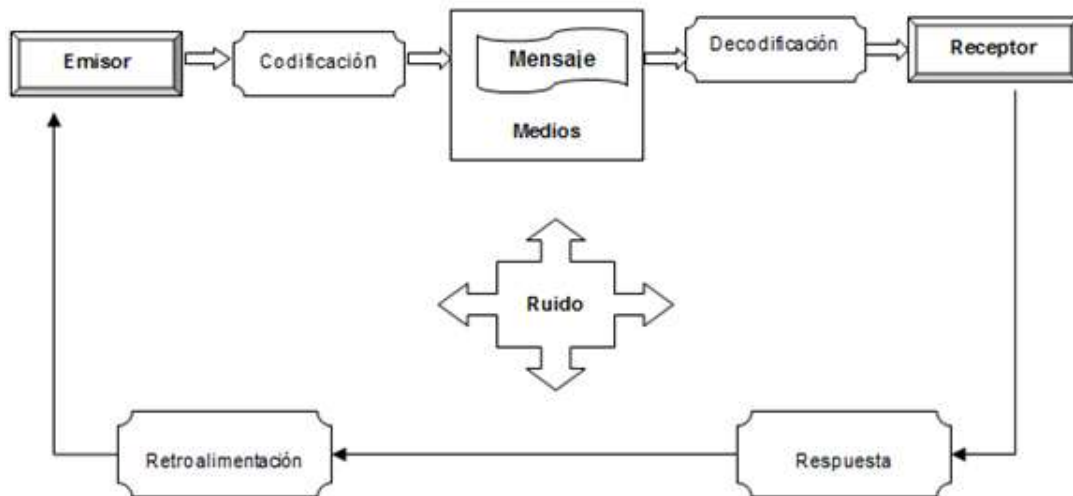 Emisor
Codificación
Mensaje
Medios
Decodificación
Receptor
Ruido
Retroalimentación
Respuesta